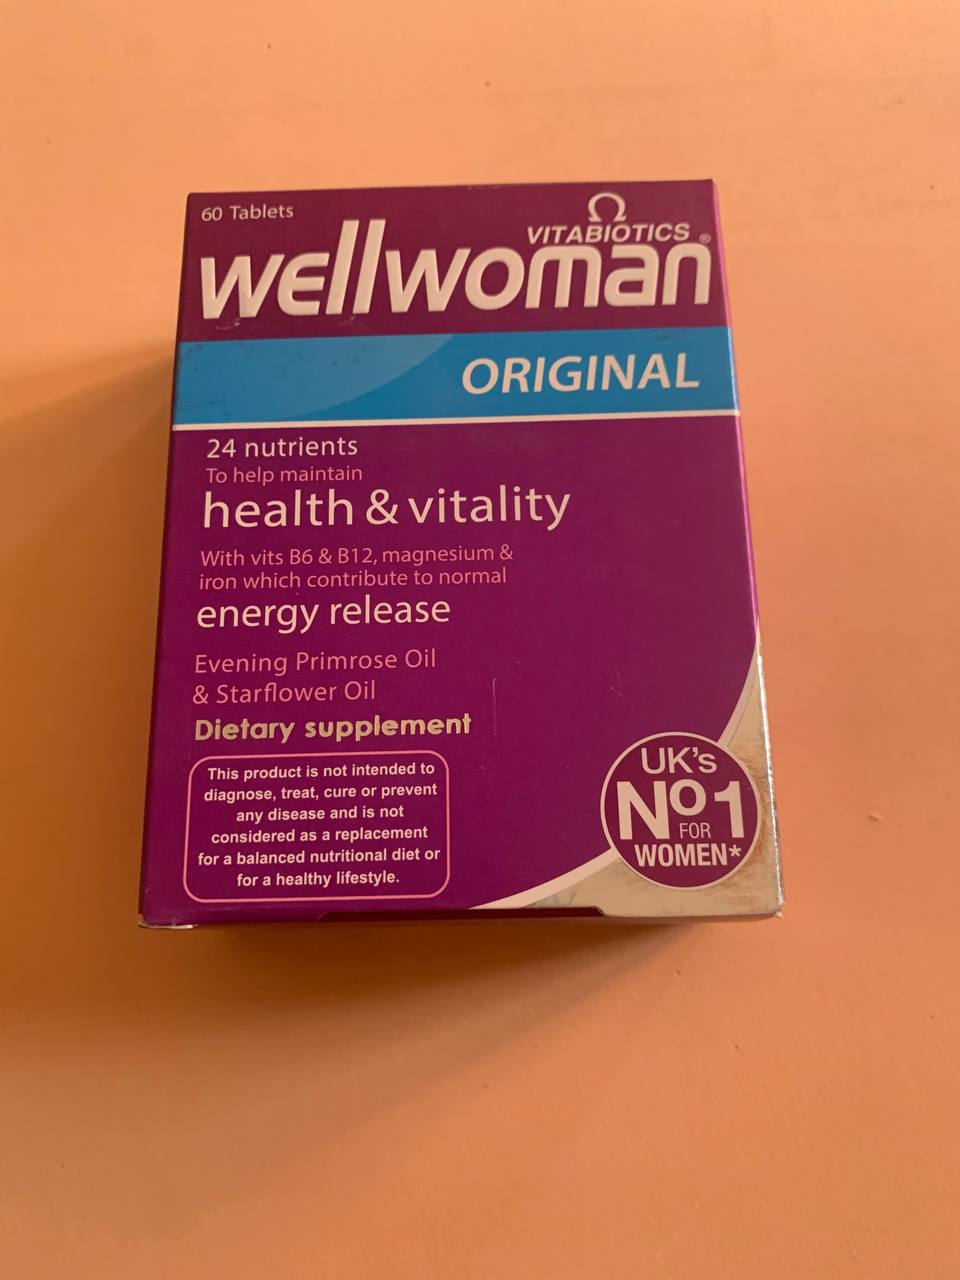 60 Tablets
VITABIOTICS®
wellwoman
ORIGINAL
24 nutrients
To help maintain
health & vitality
With vits B6 & B12, magnesium &
iron which contribute to normal
energy release
Evening Primrose Oil
& Starflower Oil
Dietary supplement
This product is not intended to
diagnose, treat, cure or prevent
any disease and is not
considered as a replacement
for a balanced nutritional diet or
for a healthy lifestyle.
UK's
No1
FOR
WOMEN*